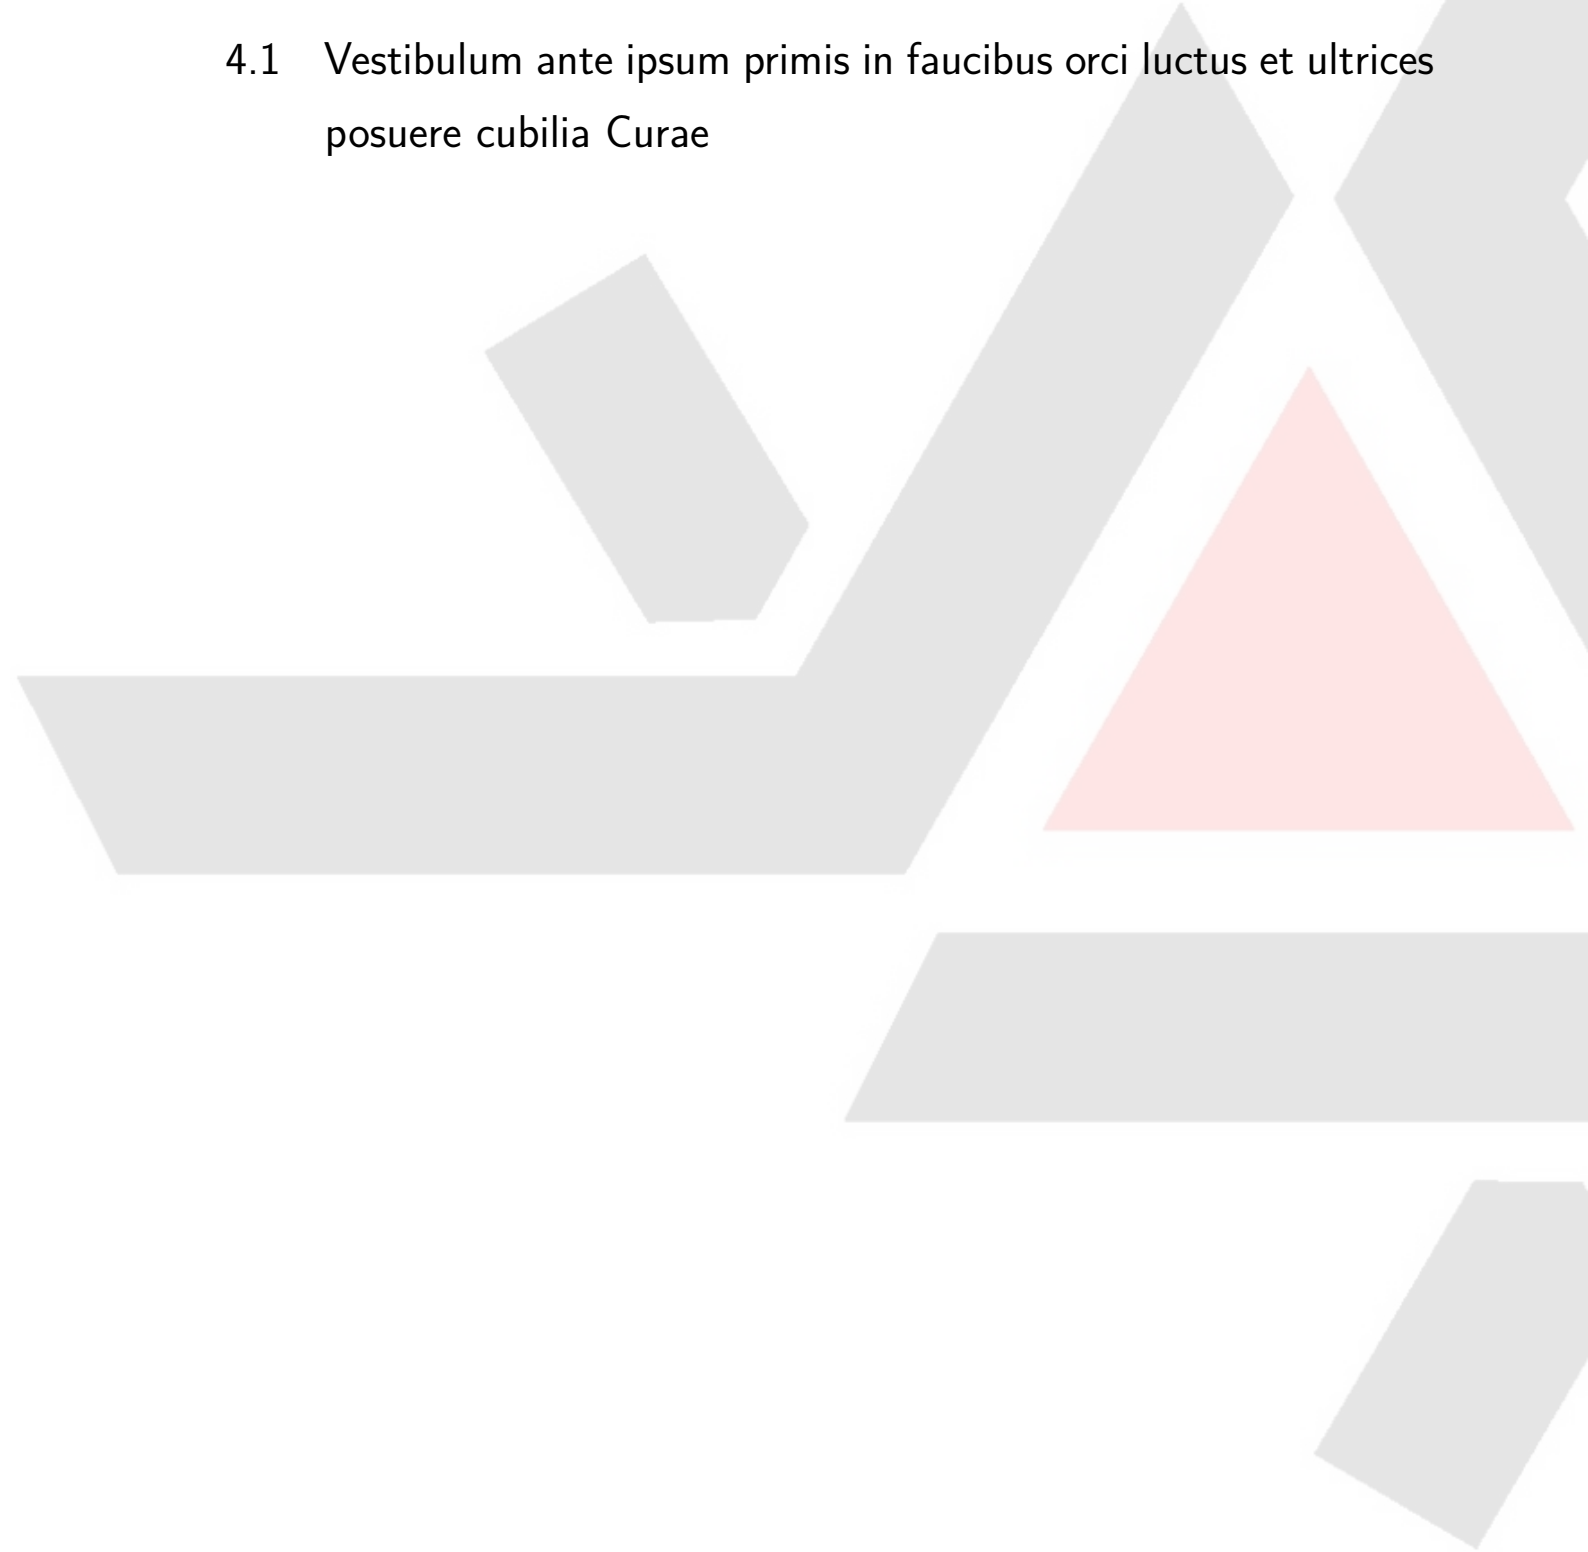 4.1 Vestibulum ante ipsum primis in faucibus orci luctus et ultrices
posuere cubilia Curae